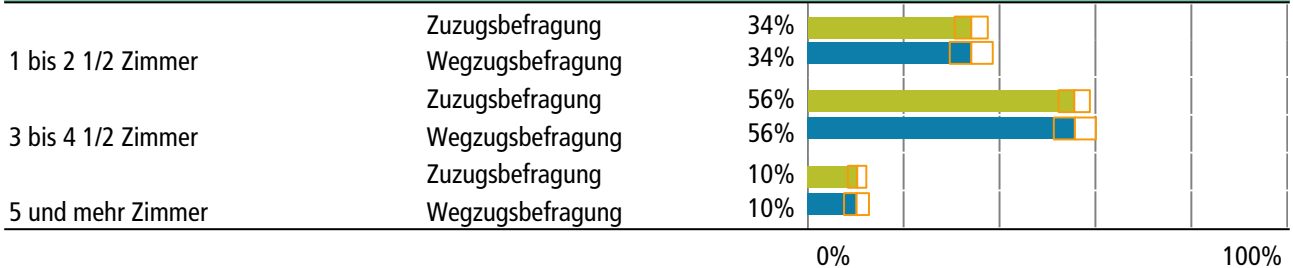 Zuzugsbefragung 34%
1 bis 2 1/2 Zimmer Wegzugsbefragung 34%
Zuzugsbefragung 56%
3 bis 4 1/2 Zimmer Wegzugsbefragung 56%
Zuzugsbefragung 10%
5 und mehr Zimmer Wegzugsbefragung 10%
0% 100%